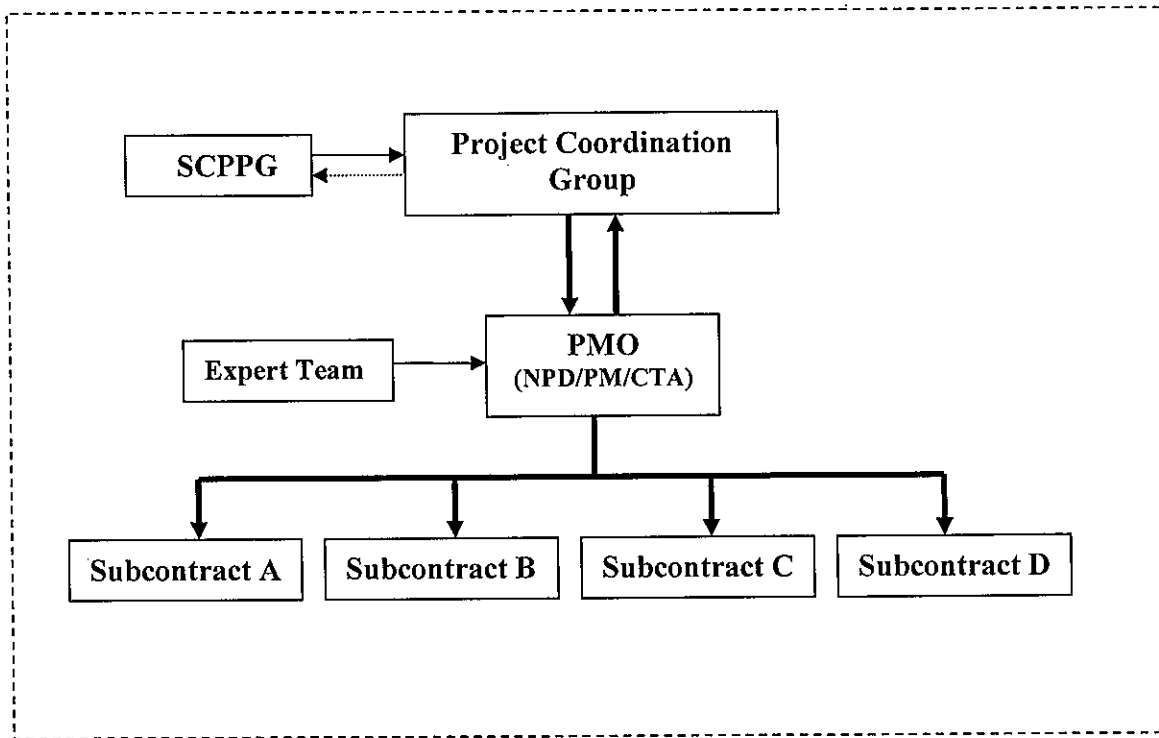 Project Coordination
Group
SCPPG
PMO
(NPD/PM/CTA)
Expert Team
Subcontract A
Subcontract B
Subcontract C
Subcontract D